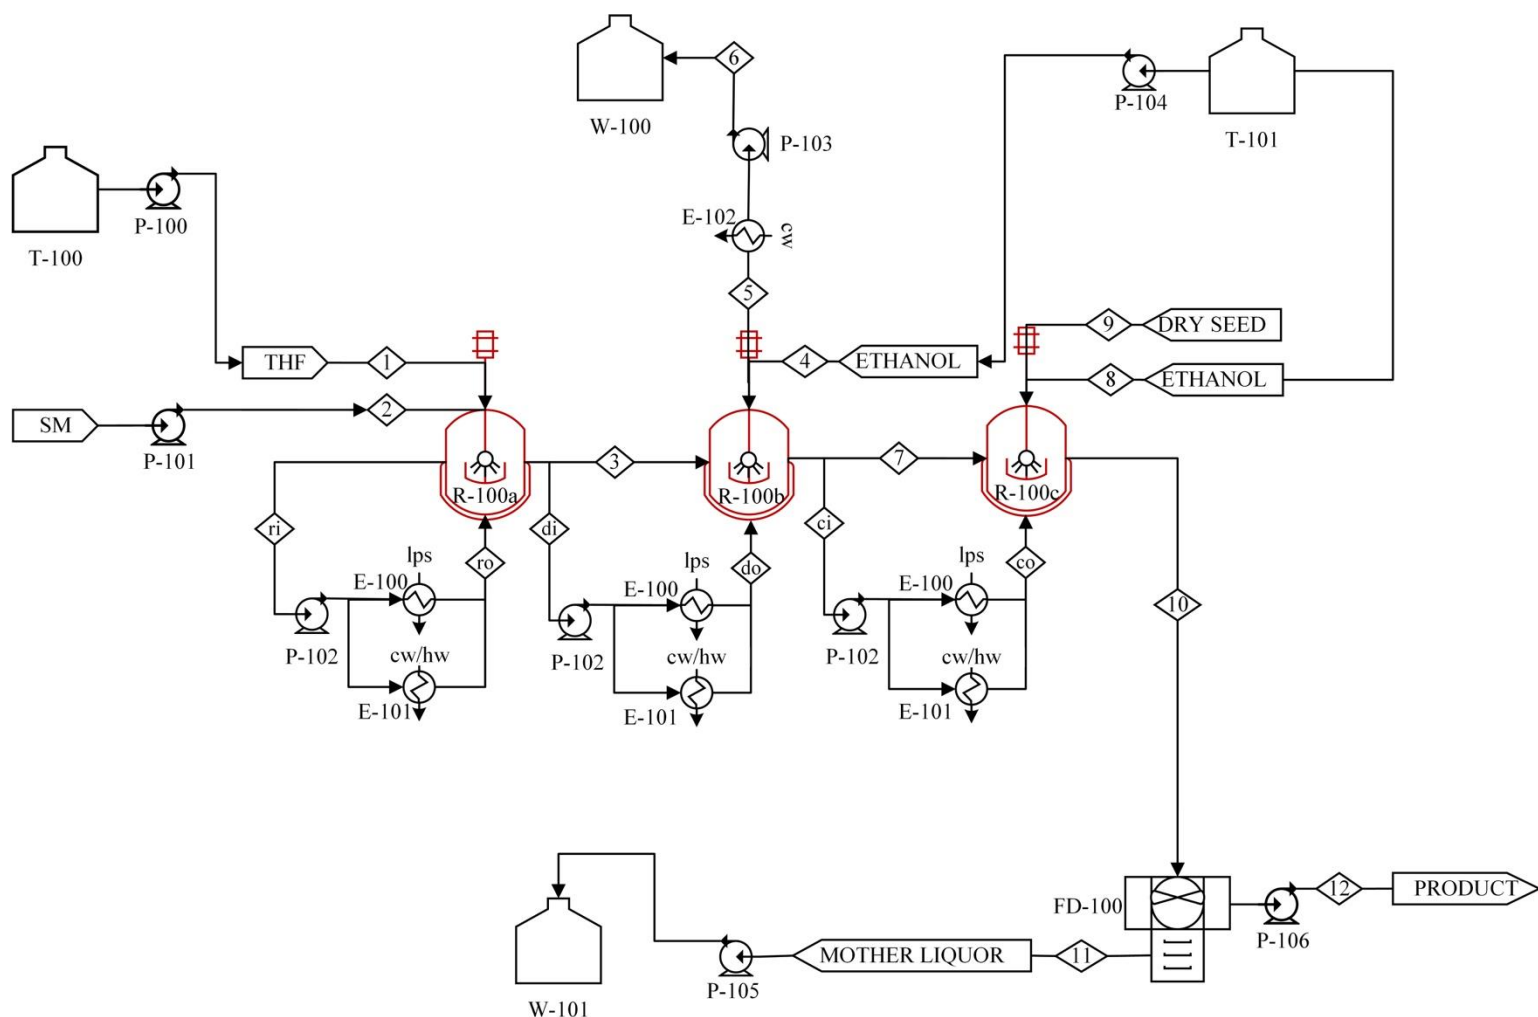 6
W-100
P-103
P-104
T-101
P-100
T-100
E-102
cw
5
THF
1
4
ETHANOL
9
DRY SEED
8
ETHANOL
SM
2
P-101
3
7
R-100a
R-100b
R-100c
ri
di
ci
ro
do
co
lps
E-100
P-102
cw/hw
E-101
lps
E-100
P-102
cw/hw
E-101
lps
E-100
P-102
cw/hw
E-101
10
FD-100
12
PRODUCT
P-106
MOTHER LIQUOR
11
P-105
W-101